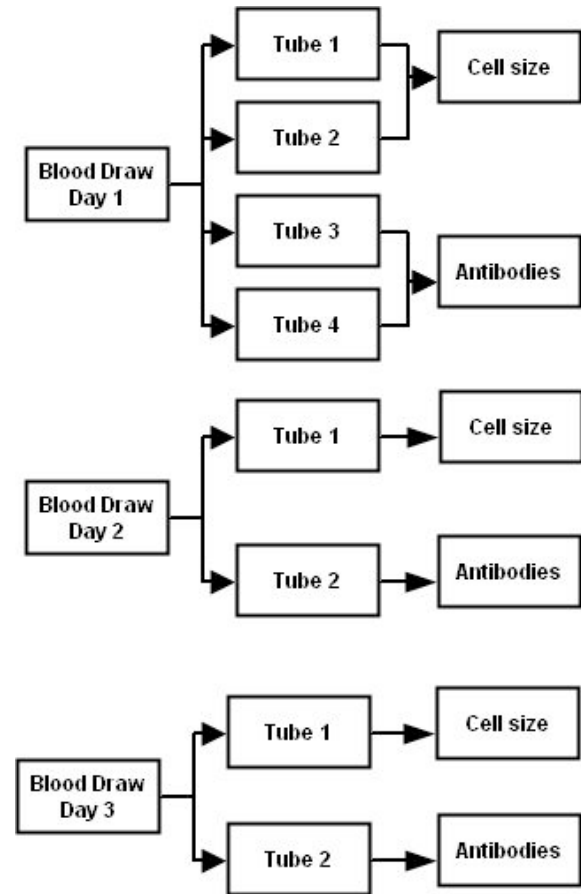 Tube 1
Cell size
Tube 2
Blood Draw
Day 1
Tube 3
Antibodies
Tube 4
Tube 1
Cell size
Blood Draw
Day 2
Tube 2
Antibodies
Tube 1
Cell size
Blood Draw
Day 3
Tube 2
Antibodies